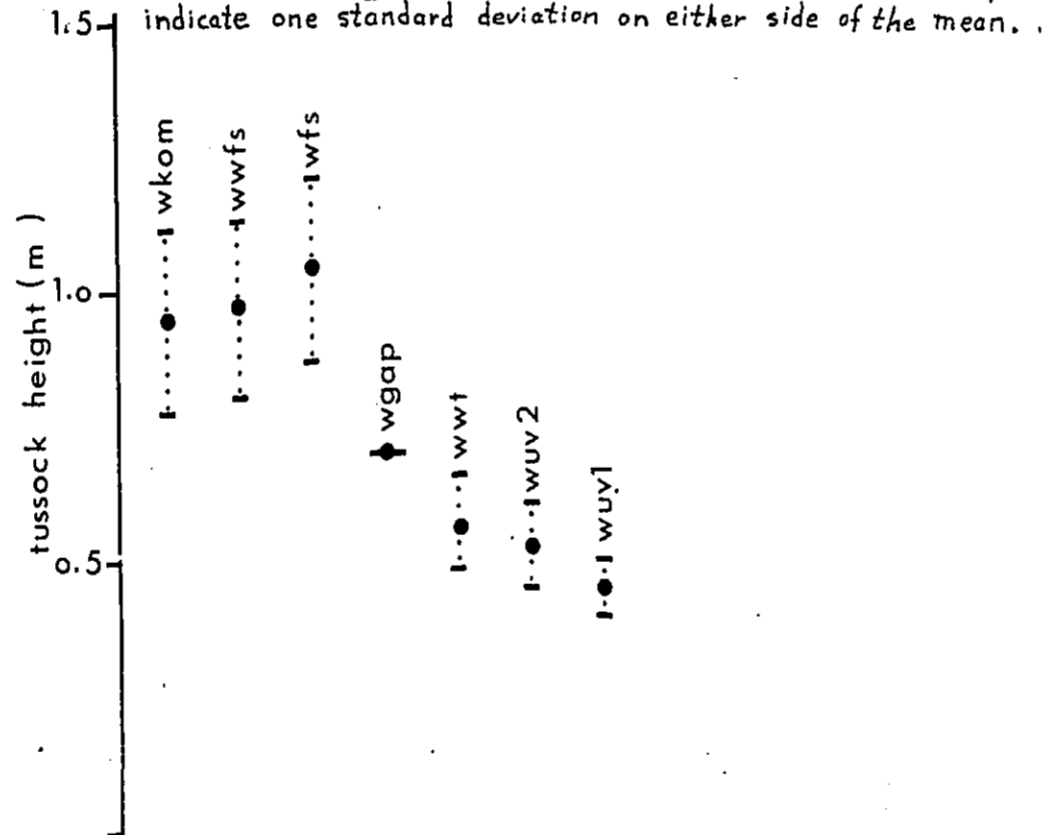 indicate one standard deviation on either side of the mean.
1.5
1.0
0.5
tussock height (m)
wkom
wwfs
wfs
wgap
wwt
wuv2
wuv1